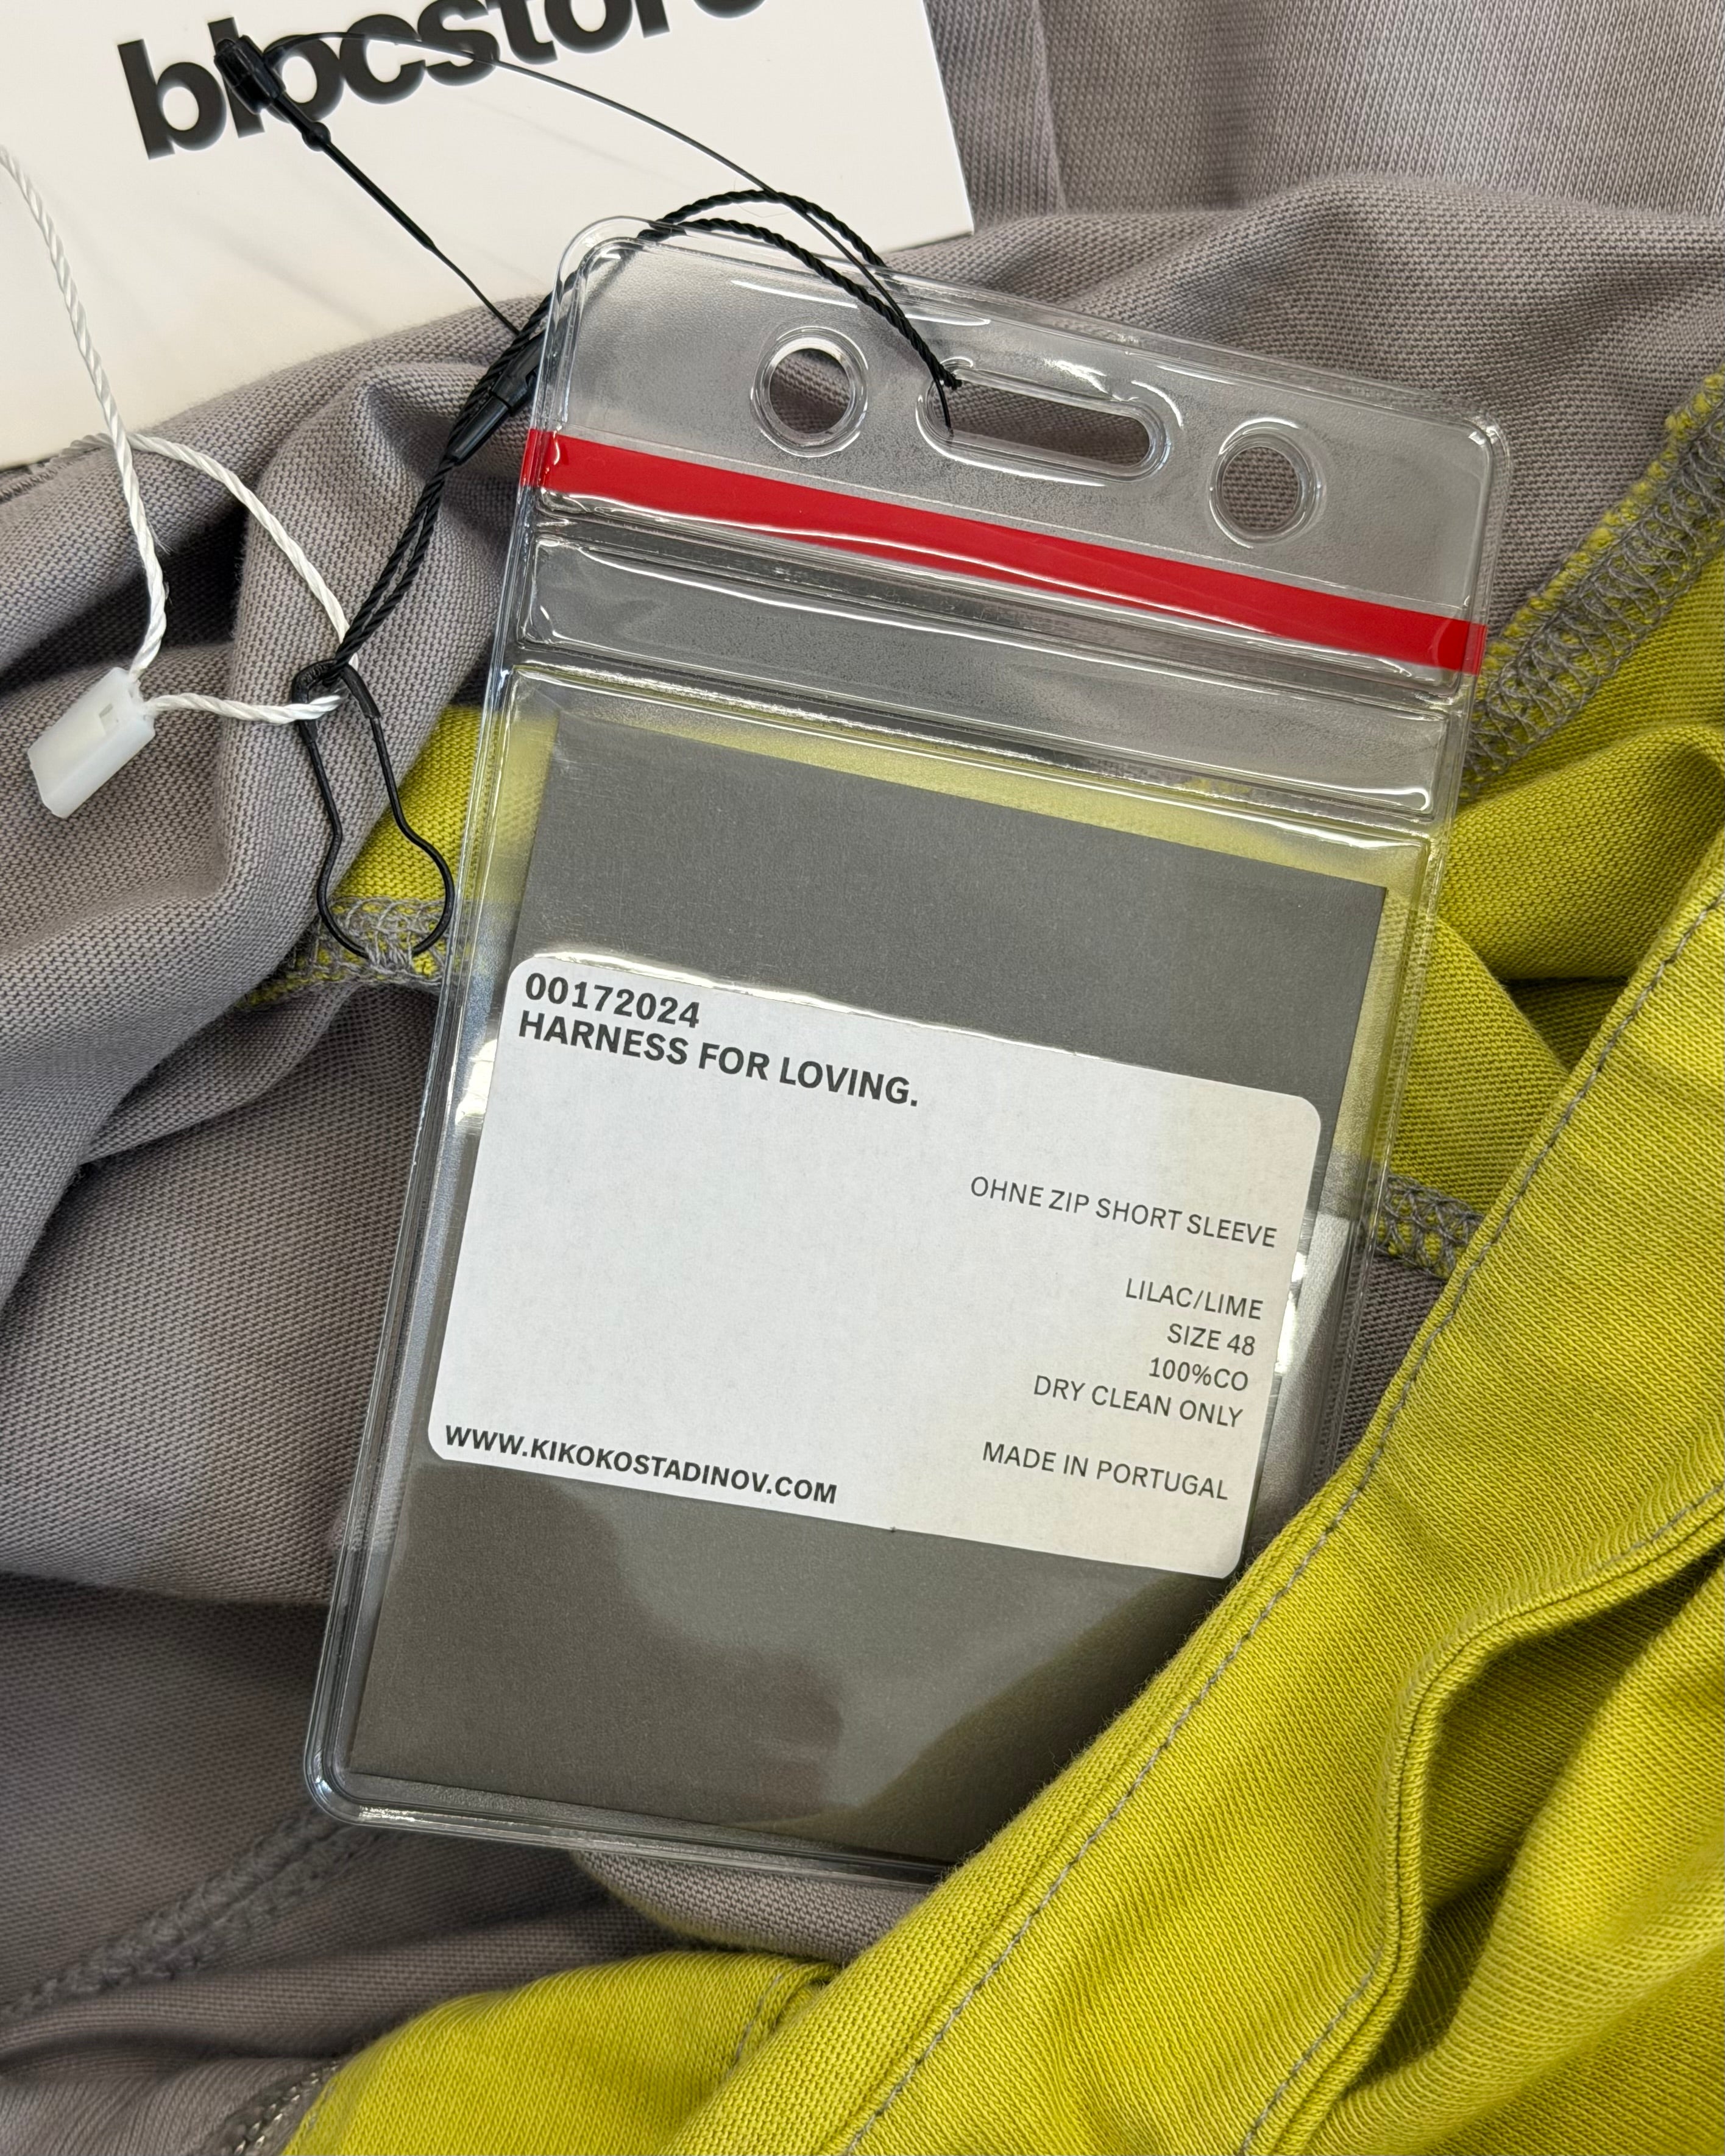 blocstore
00172024
HARNESS FOR LOVING.
OHNE ZIP SHORT SLEEVE
LILAC/LIME
SIZE 48
100%CO
DRY CLEAN ONLY
MADE IN PORTUGAL
WWW.KIKOKOSTADINOV.COM